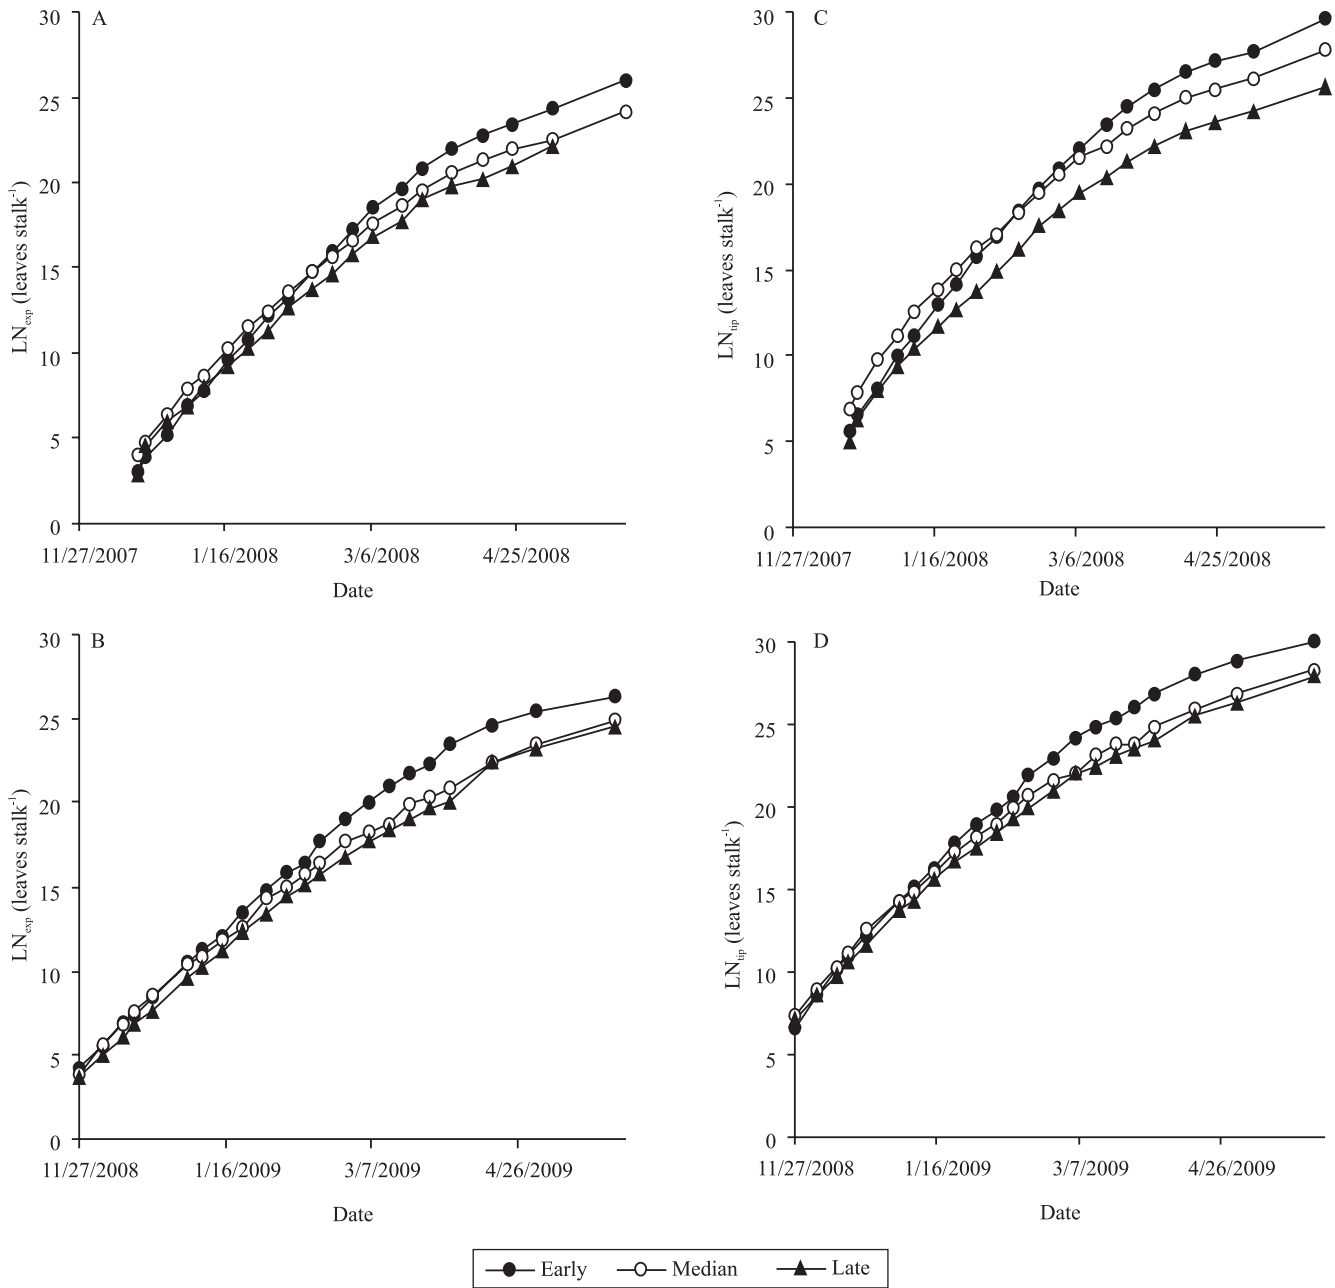 A
30
25
20
15
10
5
0
LNexp (leaves stalk-1)
11/27/2007 1/16/2008 3/6/2008 4/25/2008
Date
C
30
25
20
15
10
5
0
LNtip (leaves stalk-1)
11/27/2007 1/16/2008 3/6/2008 4/25/2008
Date
B
30
25
20
15
10
5
0
LNexp (leaves stalk-1)
11/27/2008 1/16/2009 3/7/2009 4/26/2009
Date
D
30
25
20
15
10
5
0
LNtip (leaves stalk-1)
11/27/2008 1/16/2009 3/7/2009 4/26/2009
Date
Early Median Late